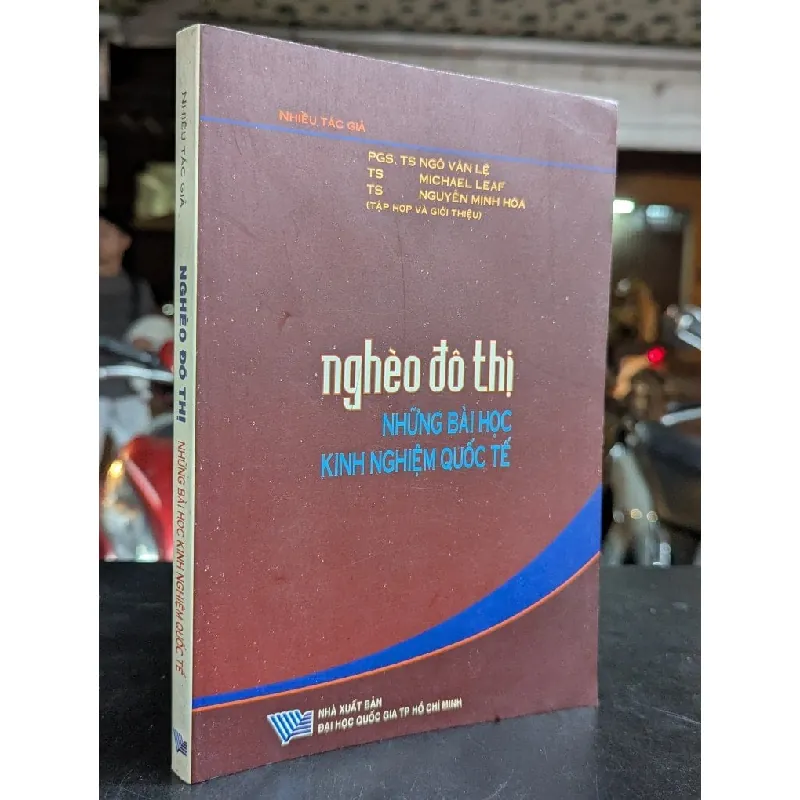 NHIỀU TÁC GIẢ
PGS, TS NGÔ VĂN LỆ
TS MICHAEL LEAF
TS NGUYỄN MINH HÒA
(TẬP HỢP VÀ GIỚI THIỆU)
nghèo đô thị
NHỮNG BÀI HỌC
KINH NGHIỆM QUỐC TẾ
NHÀ XUẤT BẢN
ĐẠI HỌC QUỐC GIA TP HỒ CHÍ MINH
NHIỀU TÁC GIẢ
NGHÈO ĐÔ THỊ NHỮNG BÀI HỌC KINH NGHIỆM QUỐC TẾ